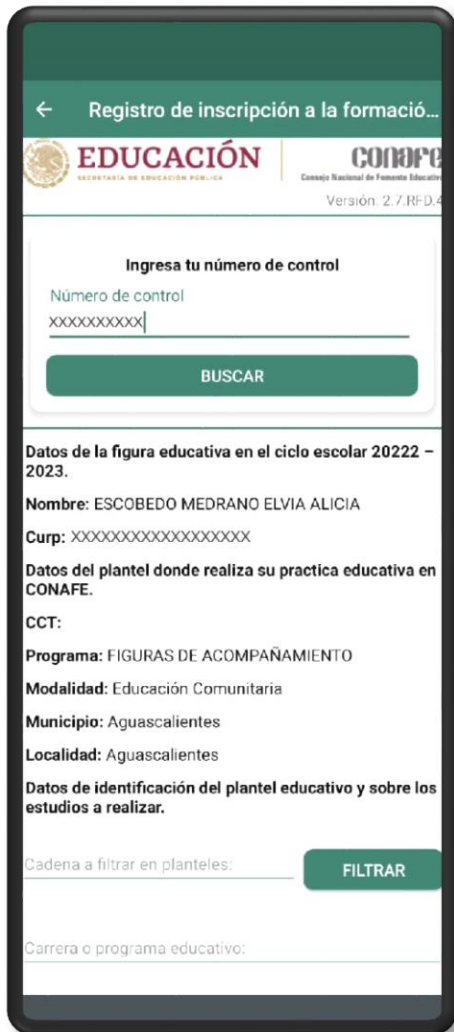 Registro de inscripción a la formació...
EDUCACIÓN
SECRETARÍA DE EDUCACIÓN PÚBLICA
CONAFE
Consejo Nacional de Fomento Educativo
Versión: 2.7.RFD.4
Ingresa tu número de control
Número de control
XXXXXXXXXX
BUSCAR
Datos de la figura educativa en el ciclo escolar 20222 –
2023.
Nombre: ESCOBEDO MEDRANO ELVIA ALICIA
Curp: XXXXXXXXXXXXXXXXXX
Datos del plantel donde realiza su practica educativa en
CONAFE.
CCT:
Programa: FIGURAS DE ACOMPAÑAMIENTO
Modalidad: Educación Comunitaria
Municipio: Aguascalientes
Localidad: Aguascalientes
Datos de identificación del plantel educativo y sobre los
estudios a realizar.
Cadena a filtrar en planteles:
FILTRAR
Carrera o programa educativo: